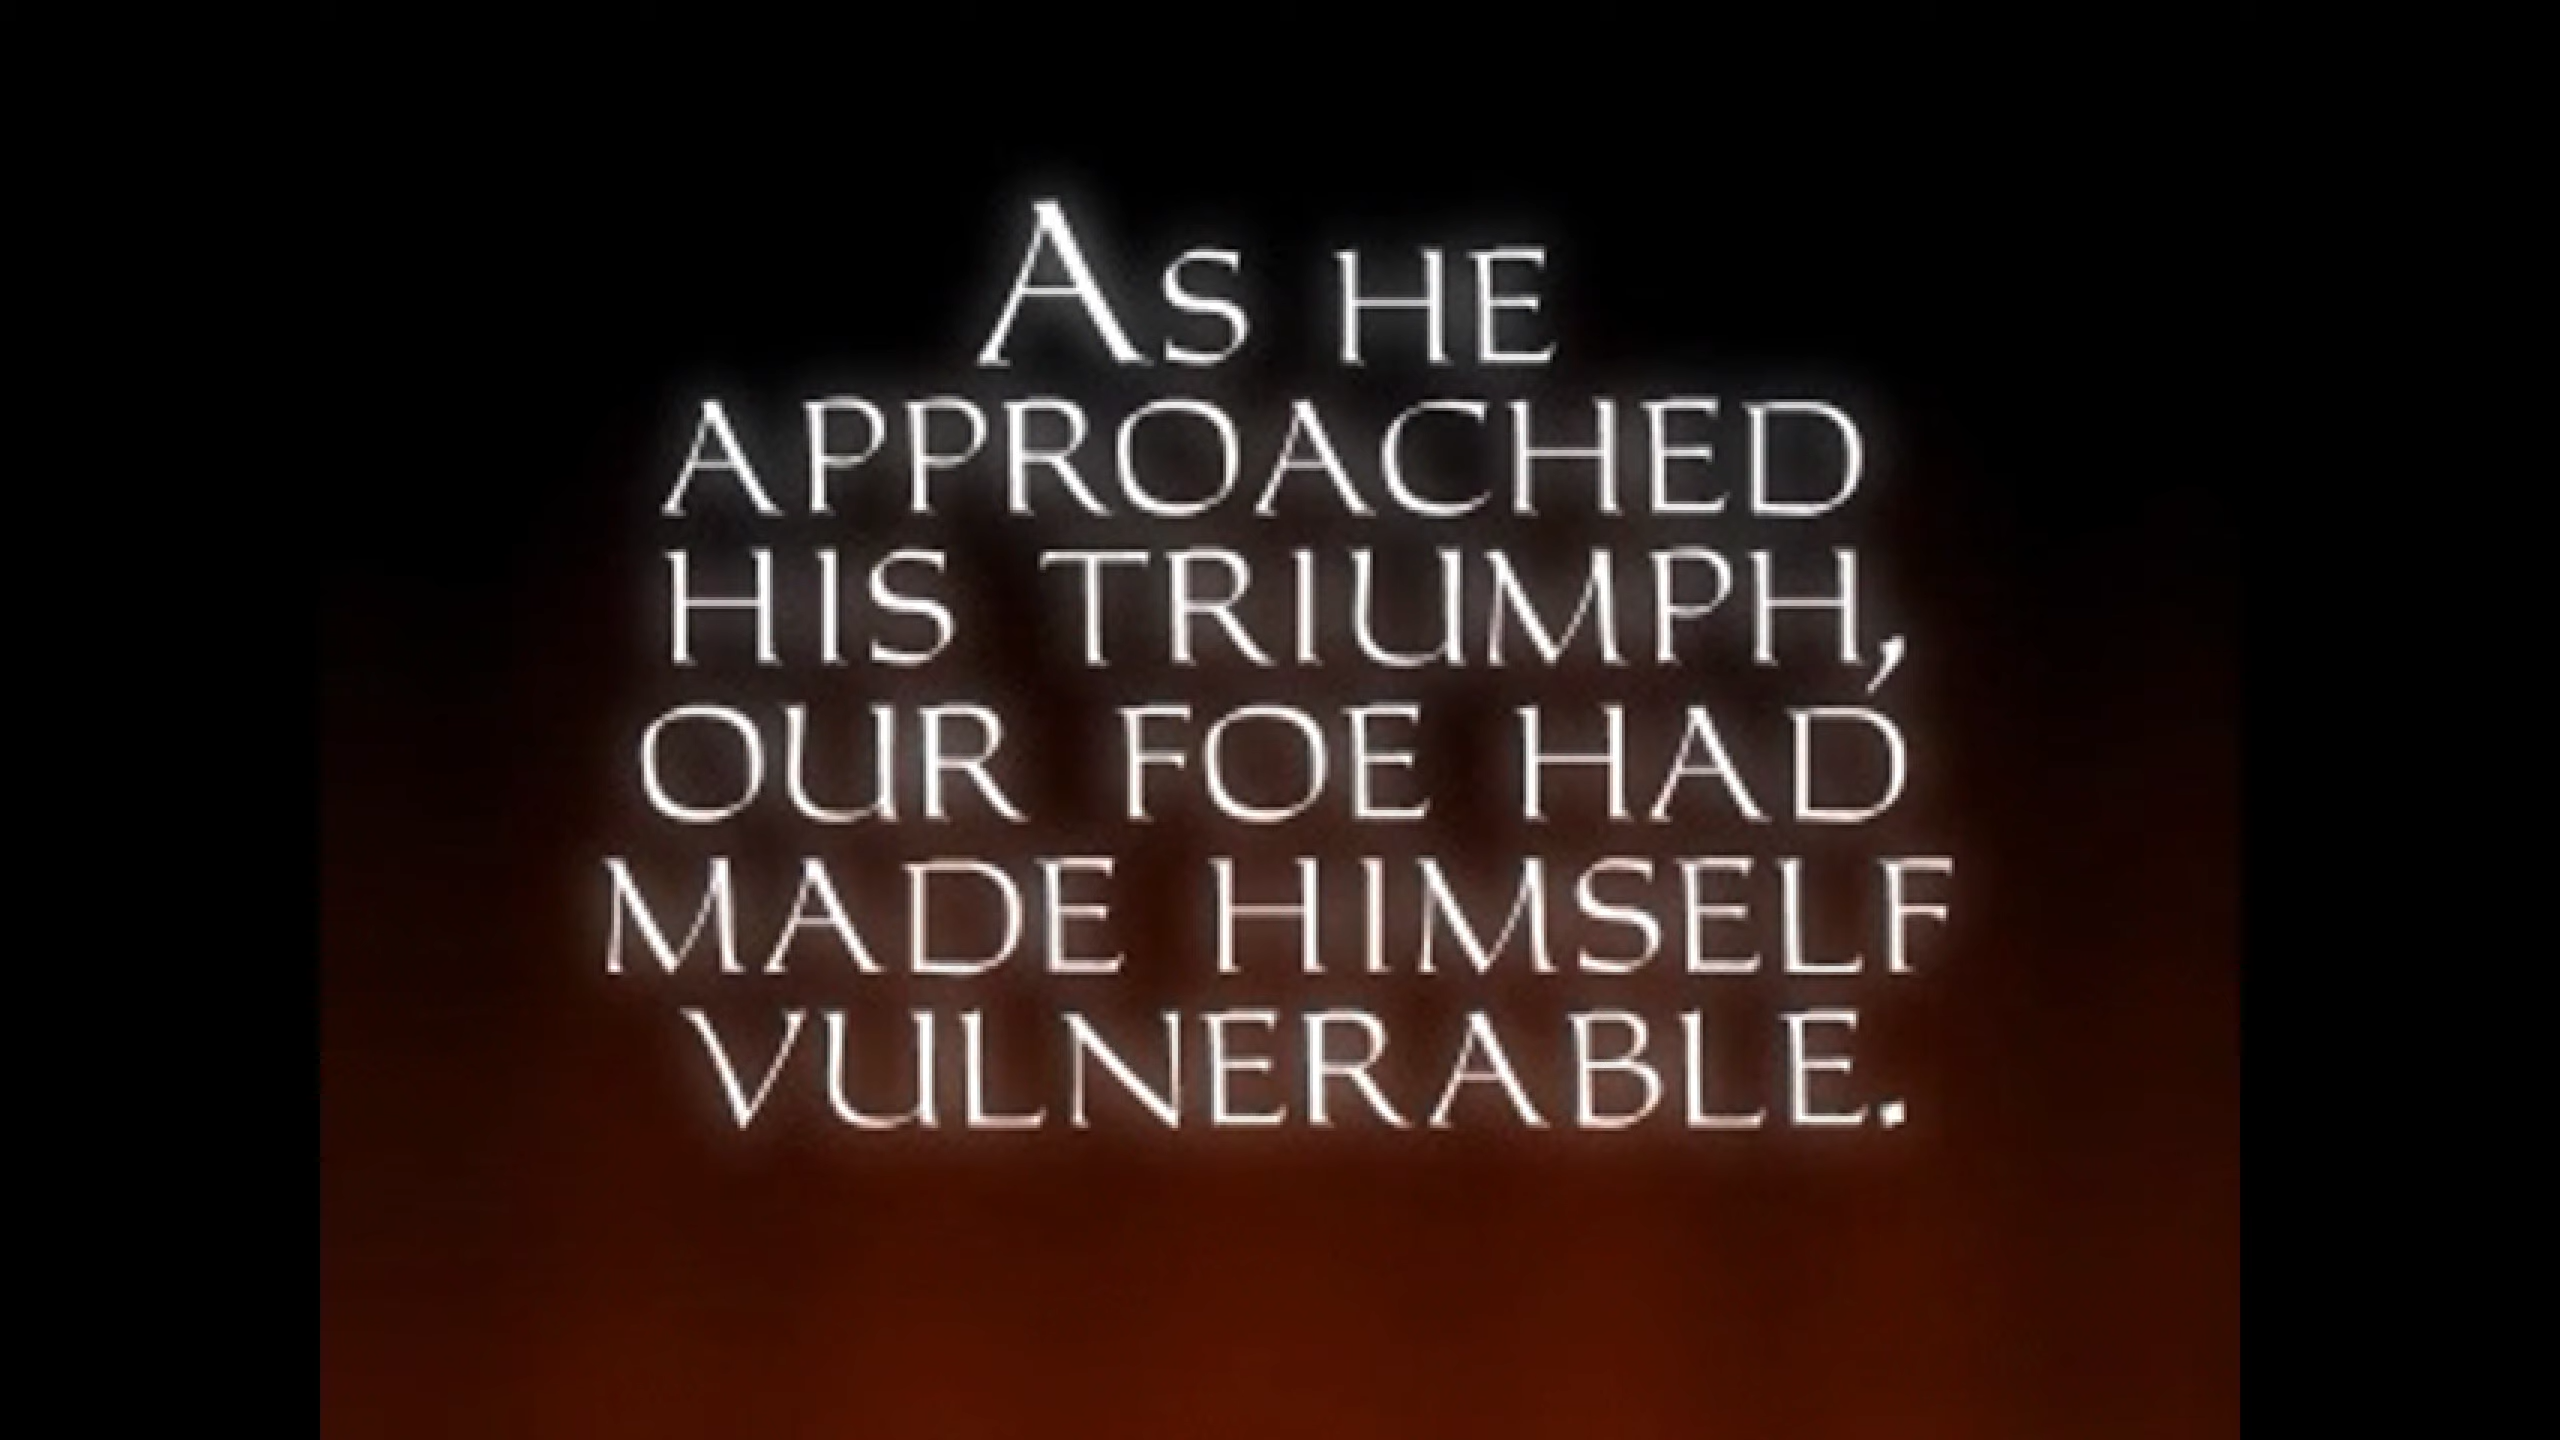 As he
approached
his triumph,
our foe had
made himself
vulnerable.